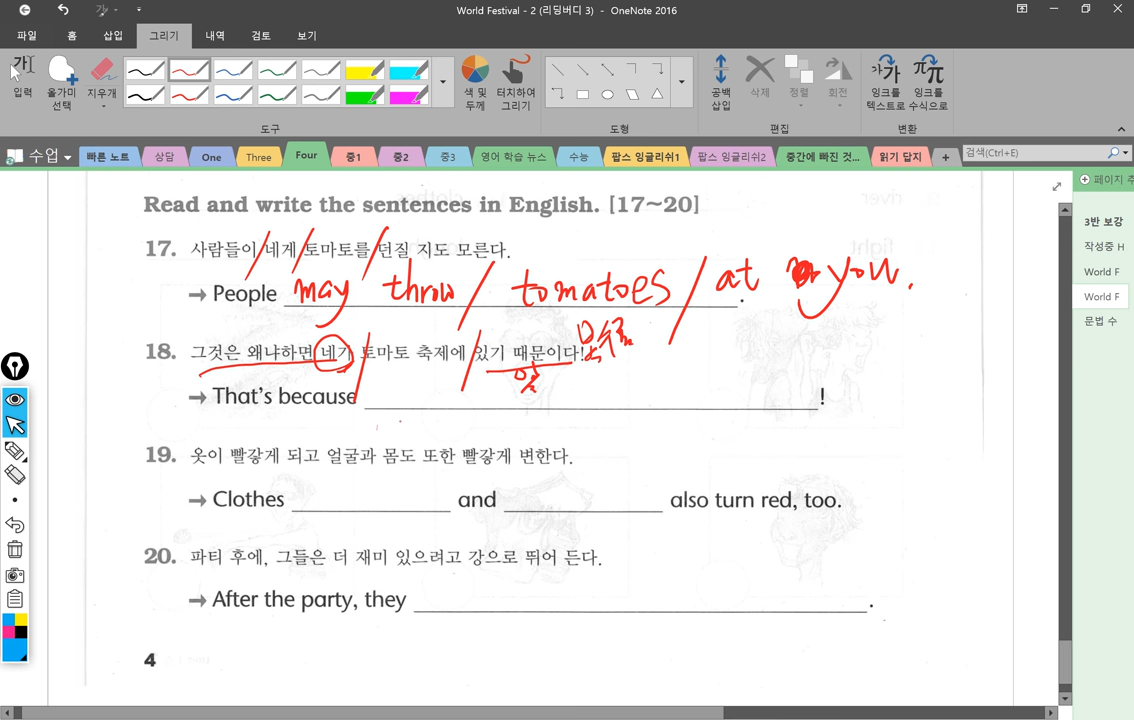 World Festival - 2 (리딩버디 3) - OneNote 2016
파일 홈 삽입 그리기 내역 검토 보기
입력 올가미 선택 지우개 색 및 두께 터치하여 그리기 공백 삽입 삭제 정렬 회전 잉크를 텍스트로 잉크를 수식으로
도구 도형 편집 변환
수업 빠른 노트 상담 One Three Four 중1 중2 중3 영어 학습 뉴스 수능 팝스 잉글리쉬1 팝스 잉글리쉬2 중간에 빠진 것... 읽기 답지 + 검색(Ctrl+E)
페이지 추
3반 보강
작성중 H
World F
World F
문법 수
Read and write the sentences in English. [17~20]
17. 사람들이 네게 토마토를 던질 지도 모른다.
→ People may throw tomatoes at you.
18. 그것은 왜냐하면 네가 토마토 축제에 있기 때문이다!
→ That's because !
19. 옷이 빨갛게 되고 얼굴과 몸도 또한 빨갛게 변한다.
→ Clothes and also turn red, too.
20. 파티 후에, 그들은 더 재미 있으려고 강으로 뛰어 든다.
→ After the party, they .
4